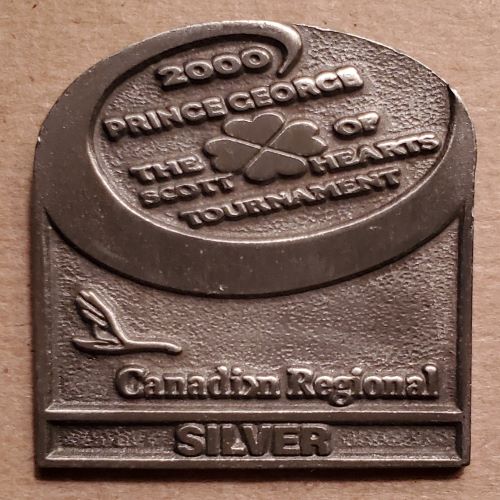 2000
PRINCE GEORGE
THE OF
SCOTT HEARTS
TOURNAMENT
Canadian Regional
SILVER